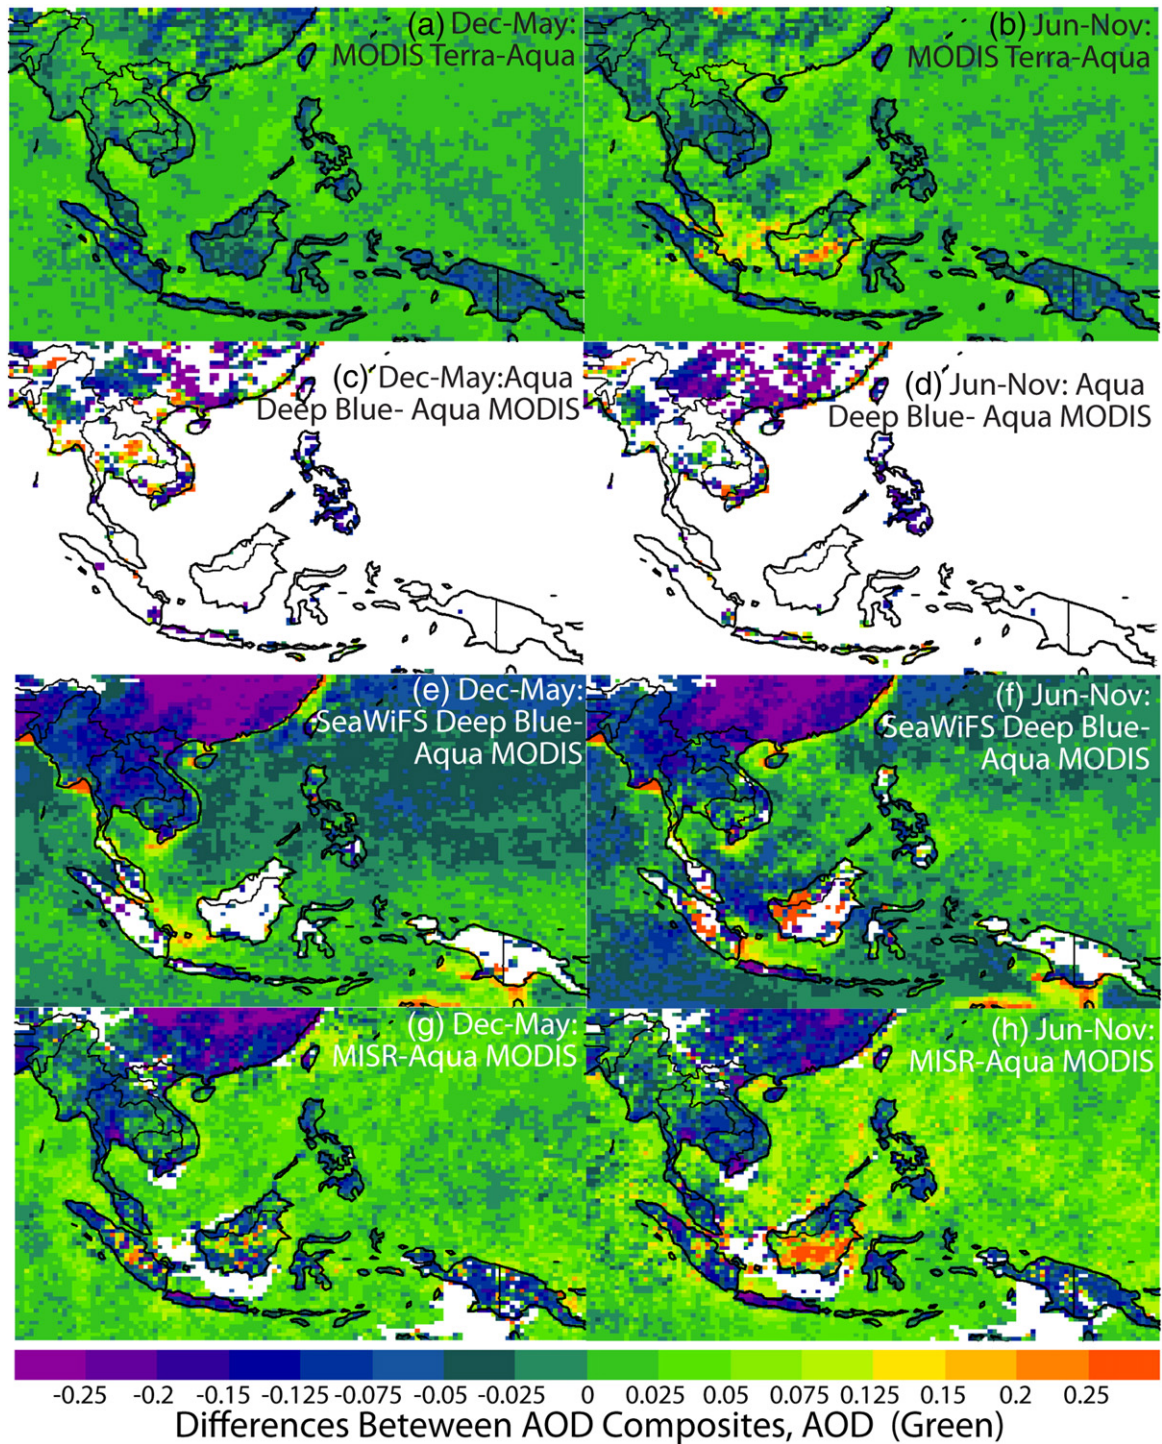 (a) Dec-May:
MODIS Terra-Aqua
(b) Jun-Nov:
MODIS Terra-Aqua
(c) Dec-May:Aqua
Deep Blue- Aqua MODIS
(d) Jun-Nov: Aqua
Deep Blue- Aqua MODIS
(e) Dec-May:
SeaWiFS Deep Blue-
Aqua MODIS
(f) Jun-Nov:
SeaWiFS Deep Blue-
Aqua MODIS
(g) Dec-May:
MISR-Aqua MODIS
(h) Jun-Nov:
MISR-Aqua MODIS
-0.25 -0.2 -0.15 -0.125 -0.075 -0.05 -0.025 0 0.025 0.05 0.075 0.125 0.15 0.2 0.25
Differences Beteween AOD Composites, AOD (Green)